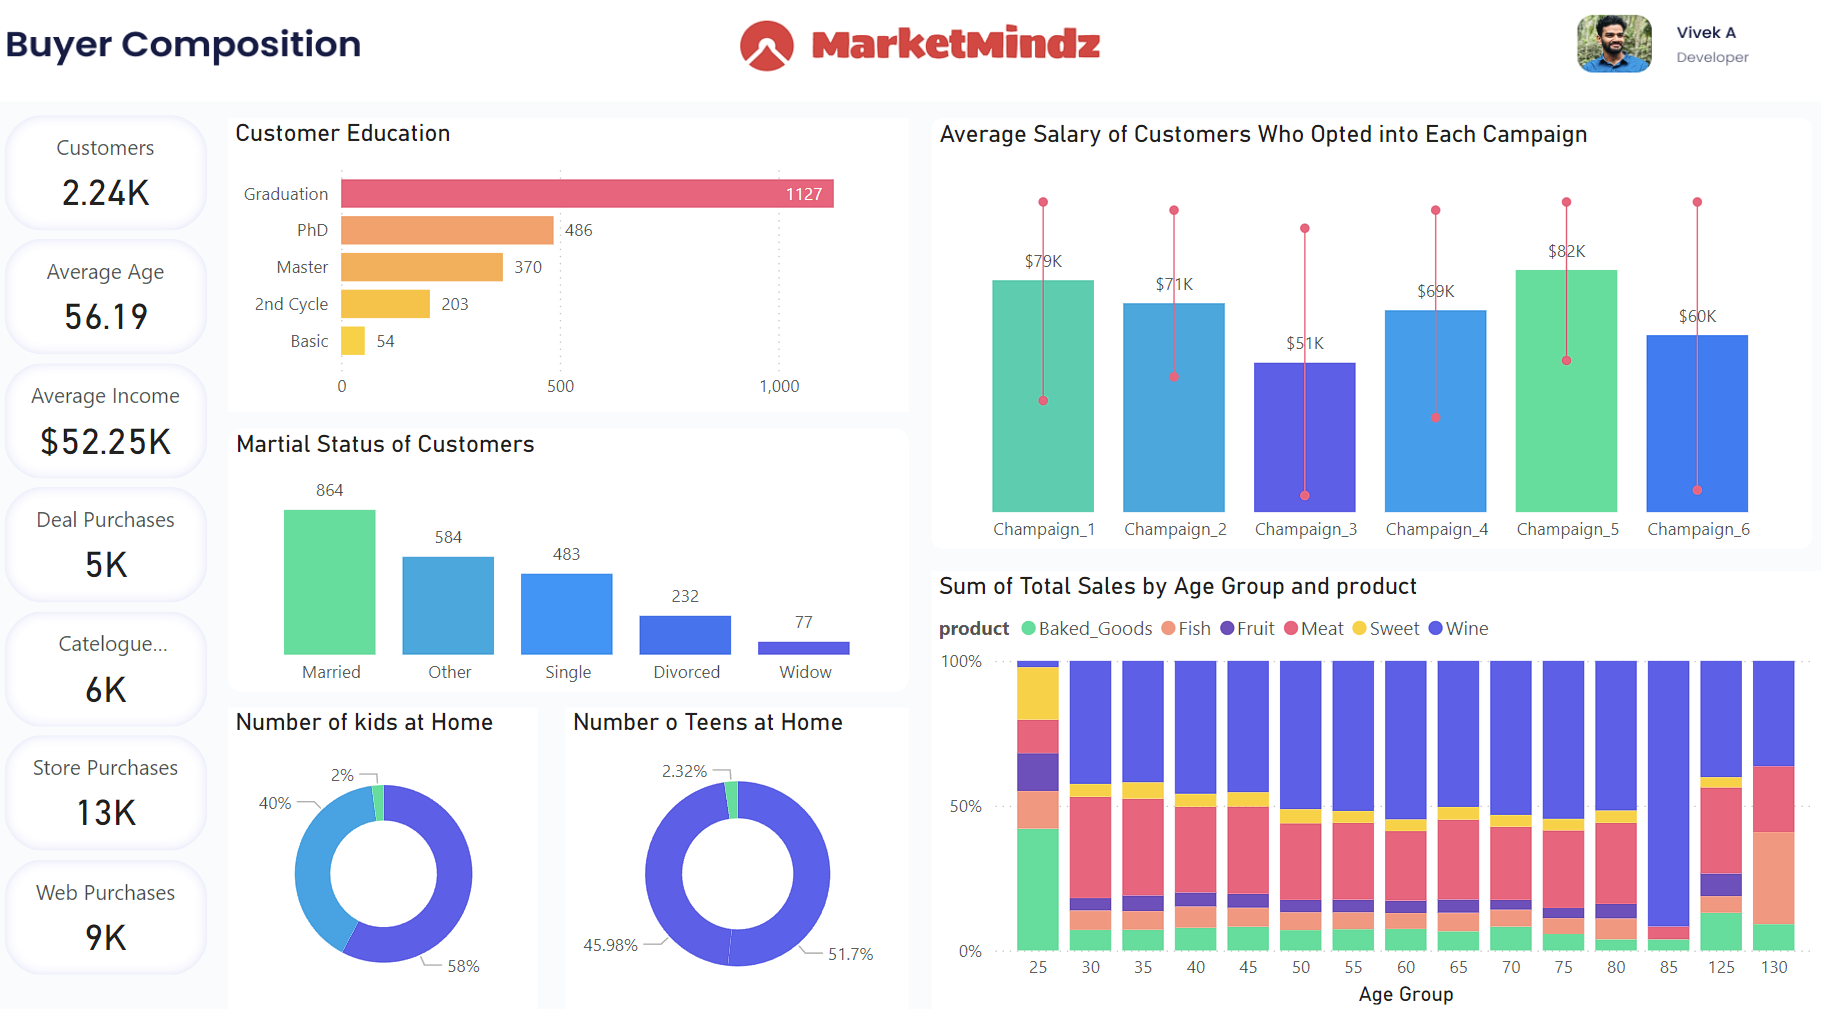 Buyer Composition
MarketMindz
Vivek A
Developer
Customers
2.24K
Average Age
56.19
Average Income
$52.25K
Deal Purchases
5K
Catelogue...
6K
Store Purchases
13K
Web Purchases
9K
Customer Education
Graduation 1127
PhD 486
Master 370
2nd Cycle 203
Basic 54
0 500 1,000
Martial Status of Customers
864
584
483
232
77
Married Other Single Divorced Widow
Number of kids at Home
2%
40%
58%
Number o Teens at Home
2.32%
45.98%
51.7%
Average Salary of Customers Who Opted into Each Campaign
$79K $71K $51K $69K $82K $60K
Champaign_1 Champaign_2 Champaign_3 Champaign_4 Champaign_5 Champaign_6
Sum of Total Sales by Age Group and product
product Baked_Goods Fish Fruit Meat Sweet Wine
100%
50%
0%
25 30 35 40 45 50 55 60 65 70 75 80 85 125 130
Age Group